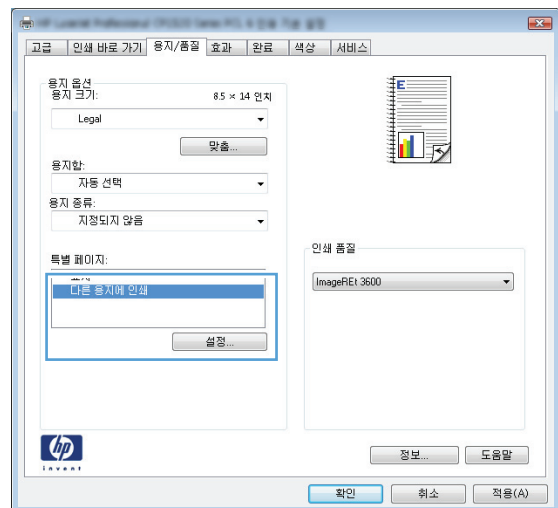 고급 인쇄 바로 가기 용지/품질 효과 완료 색상 서비스
용지 옵션
용지 크기: 8.5 × 14 인치
Legal
맞춤...
용지함:
자동 선택
용지 종류:
지정되지 않음
특별 페이지:
다른 용지에 인쇄
설정...
E
인쇄 품질
ImageREt 3600
hp
invent
정보... 도움말
확인 취소 적용(A)